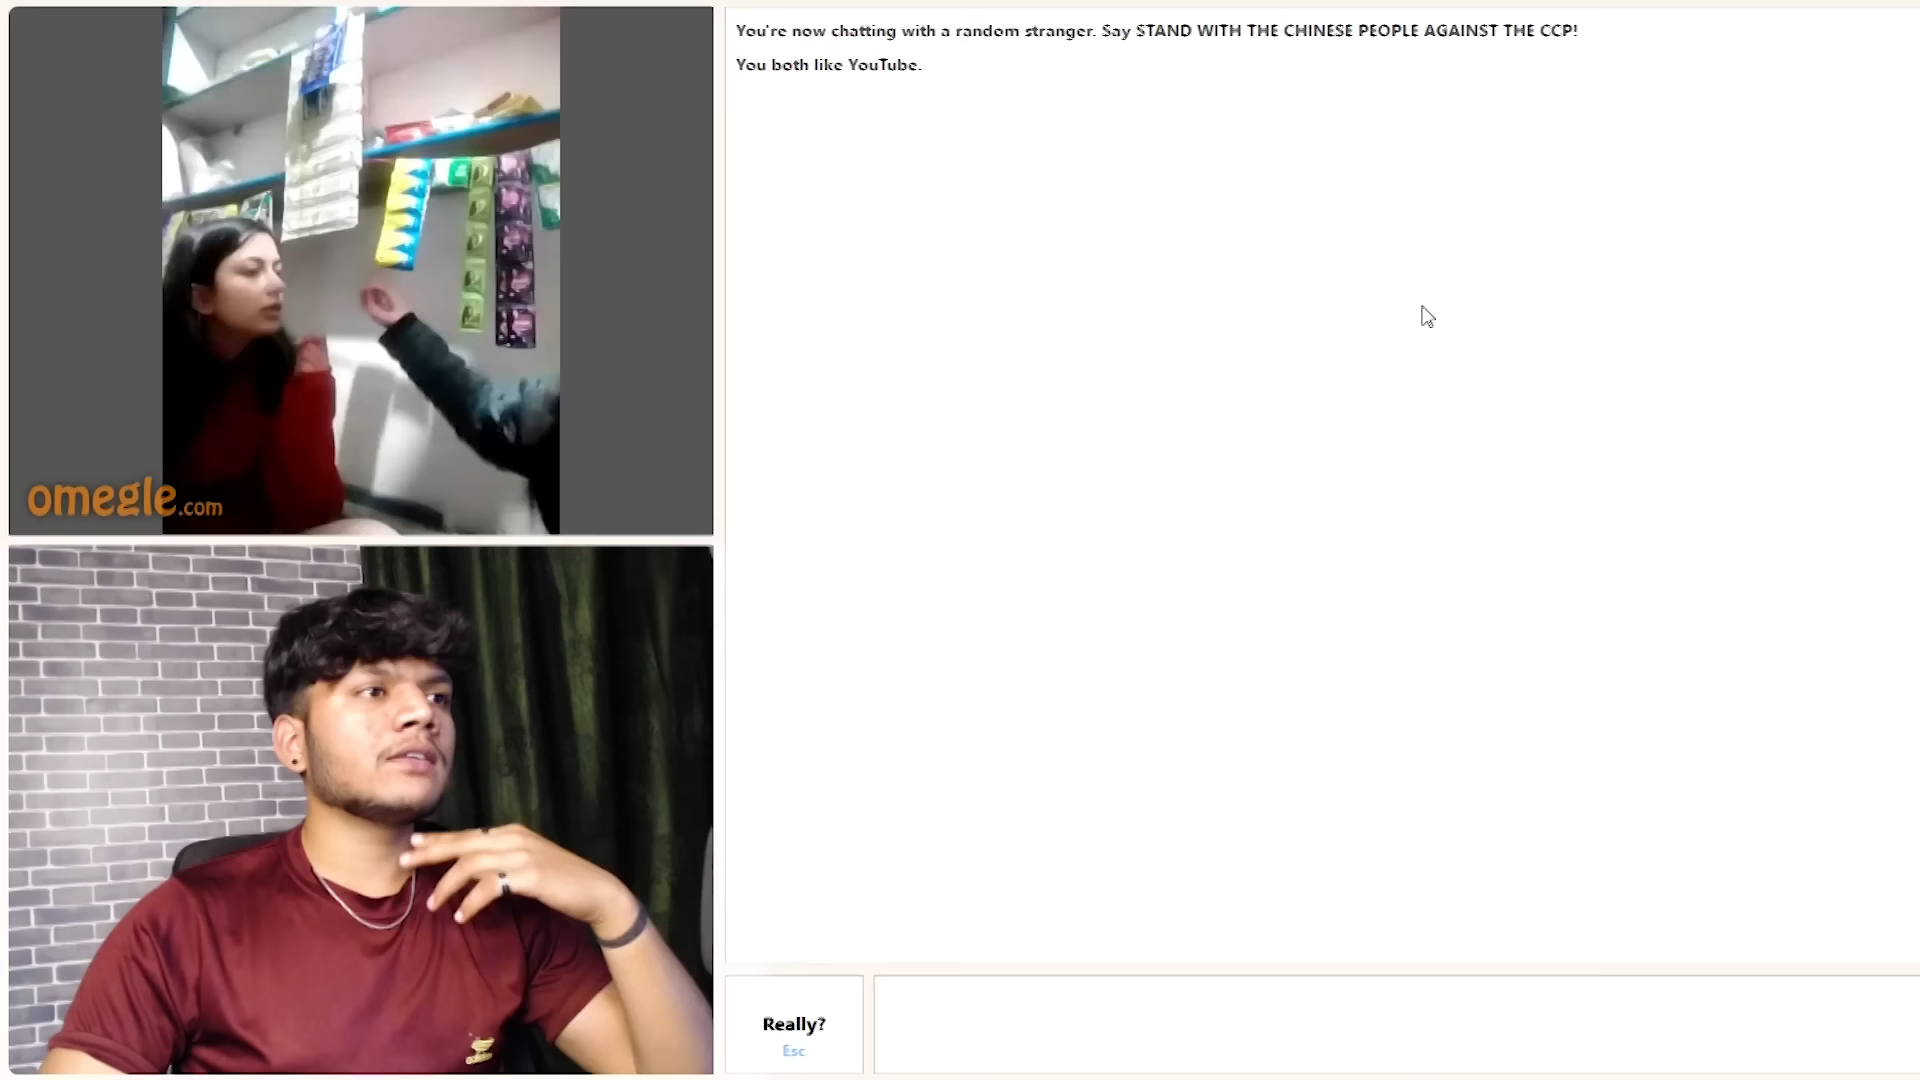 You're now chatting with a random stranger. Say STAND WITH THE CHINESE PEOPLE AGAINST THE CCP!
You both like YouTube.
omegle.com
Really?
Esc